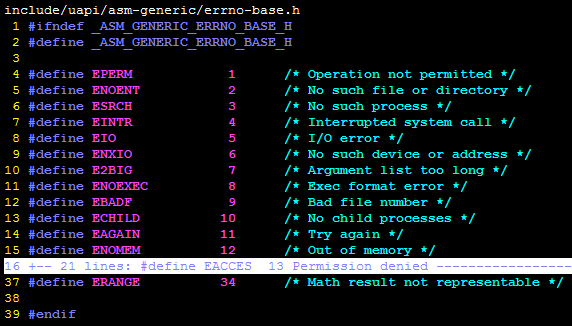 include/uapi/asm-generic/errno-base.h
1 #ifndef _ASM_GENERIC_ERRNO_BASE_H
2 #define _ASM_GENERIC_ERRNO_BASE_H
3
4 #define EPERM 1 /* Operation not permitted */
5 #define ENOENT 2 /* No such file or directory */
6 #define ESRCH 3 /* No such process */
7 #define EINTR 4 /* Interrupted system call */
8 #define EIO 5 /* I/O error */
9 #define ENXIO 6 /* No such device or address */
10 #define E2BIG 7 /* Argument list too long */
11 #define ENOEXEC 8 /* Exec format error */
12 #define EBADF 9 /* Bad file number */
13 #define ECHILD 10 /* No child processes */
14 #define EAGAIN 11 /* Try again */
15 #define ENOMEM 12 /* Out of memory */
16 +-- 21 lines: #define EACCES 13 Permission denied -----------------
37 #define ERANGE 34 /* Math result not representable */
38
39 #endif